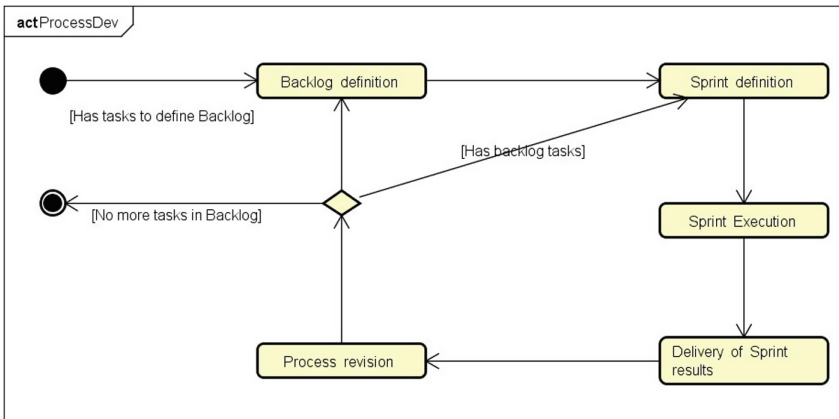 actProcessDev
Backlog definition
Sprint definition
[Has tasks to define Backlog]
[Has backlog tasks]
[No more tasks in Backlog]
Sprint Execution
Process revision
Delivery of Sprint
results